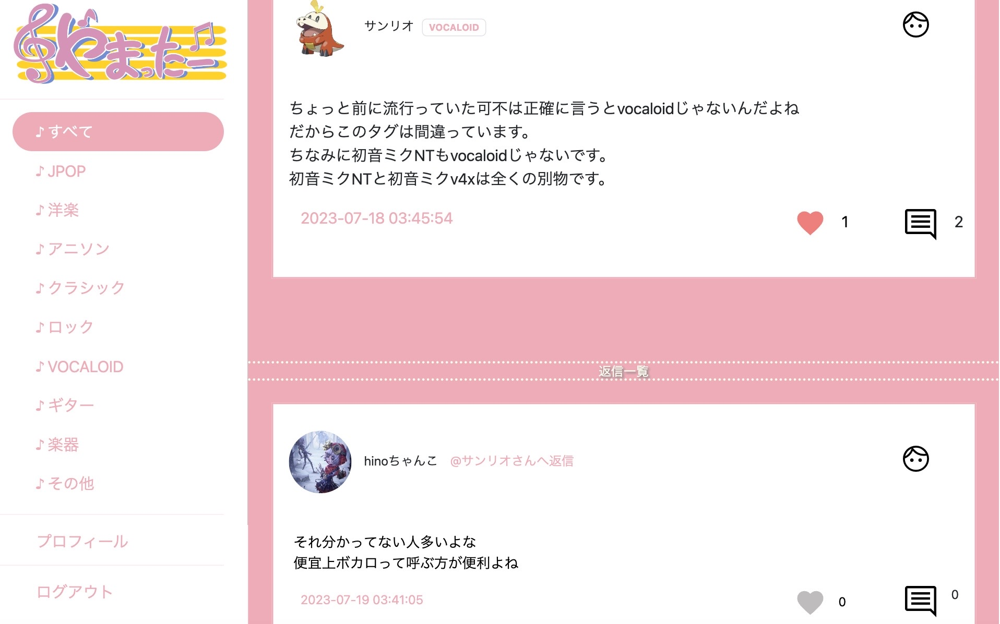 やまったー
♪すべて
♪JPOP
♪洋楽
♪アニソン
♪クラシック
♪ロック
♪VOCALOID
♪ギター
♪楽器
♪その他
プロフィール
ログアウト
サンリオ VOCALOID
ちょっと前に流行っていた可不は正確に言うとvocaloidじゃないんだよね
だからこのタグは間違っています。
ちなみに初音ミクNTもvocaloidじゃないです。
初音ミクNTと初音ミクv4xは全くの別物です。
2023-07-18 03:45:54 1 2
返信一覧
hinoちゃんこ @サンリオさんへ返信
それ分かってない人多いよな
便宜上ボカロって呼ぶ方が便利よね
2023-07-19 03:41:05 0 0